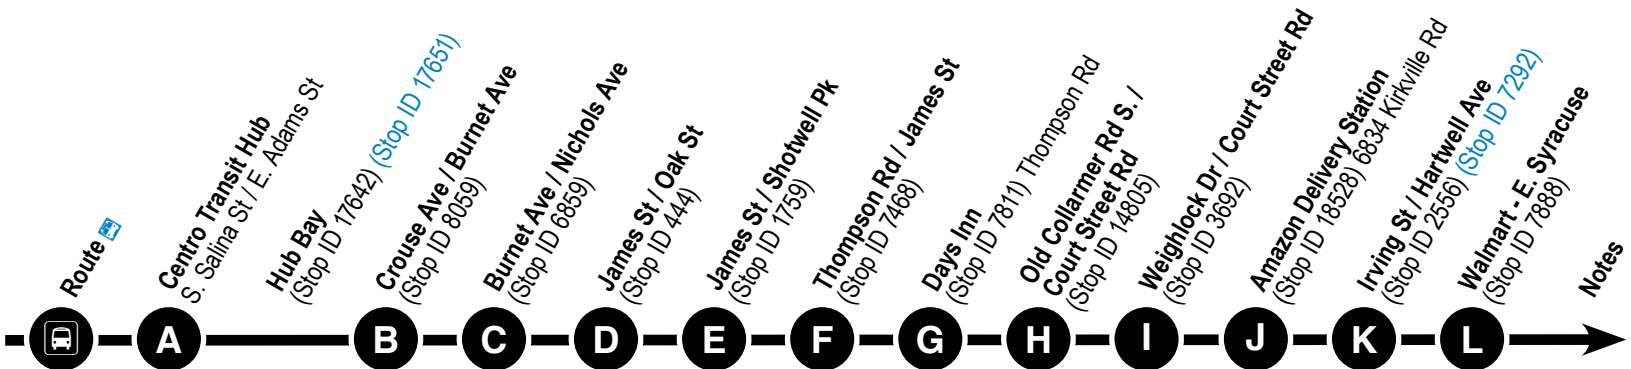 Route
Centro Transit Hub
S. Salina St / E. Adams St
Hub Bay
(Stop ID 17642) (Stop ID 17651)
Crouse Ave / Burnet Ave
(Stop ID 8059)
Burnet Ave / Nichols Ave
(Stop ID 6859)
James St / Oak St
(Stop ID 444)
James St / Shotwell Pk
(Stop ID 1759)
Thompson Rd / James St
(Stop ID 7468)
Days Inn
(Stop ID 7811) Thompson Rd
Old Collarmer Rd S. /
Court Street Rd
(Stop ID 14805)
Weighlock Dr / Court Street Rd
(Stop ID 3692)
Amazon Delivery Station
(Stop ID 18528) 6834 Kirkville Rd
Irving St / Hartwell Ave
(Stop ID 2556) (Stop ID 7292)
Walmart - E. Syracuse
(Stop ID 7888)
Notes
A B C D E F G H I J K L